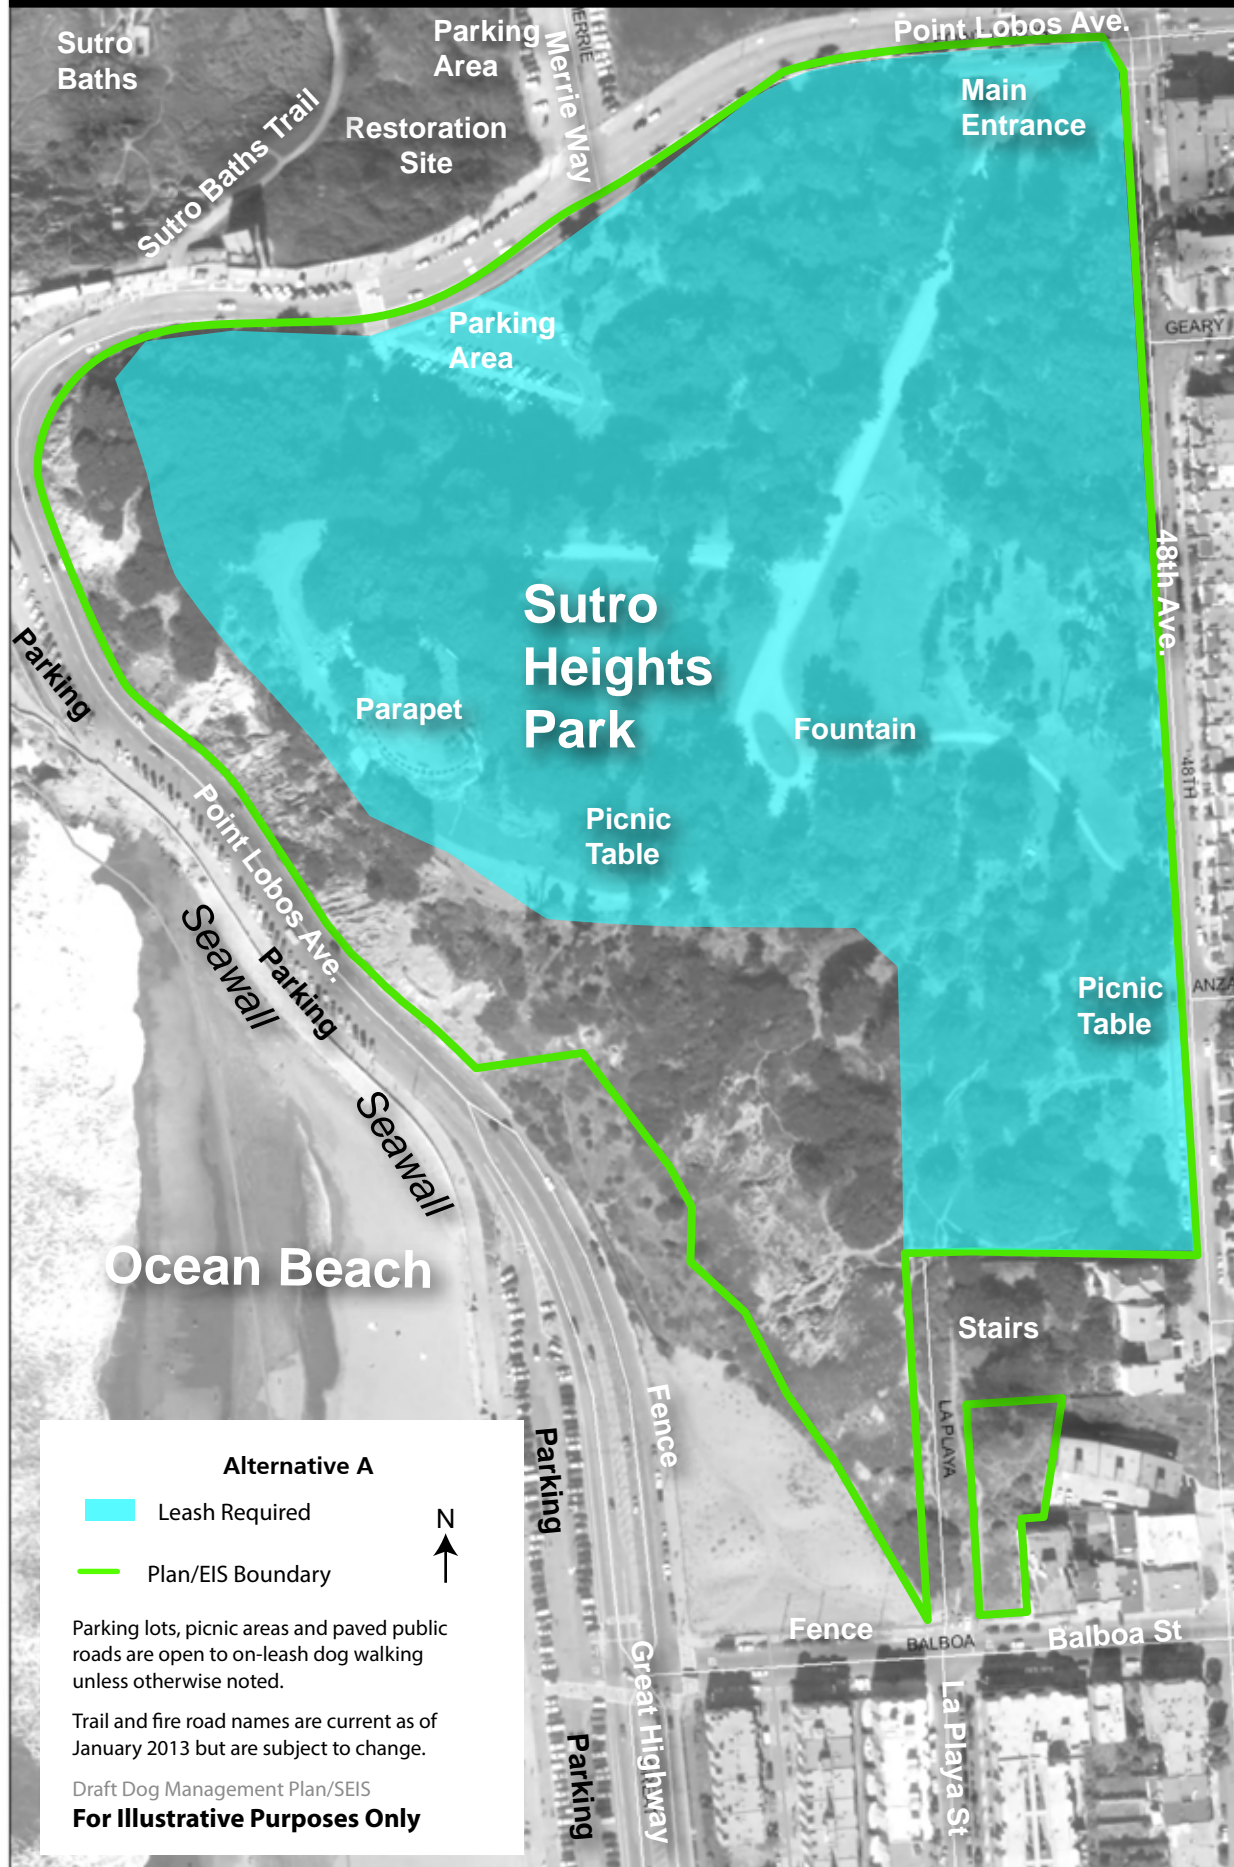 Point Lobos Ave.
Sutro
Baths
Parking
Area
Merrie Way
Main
Entrance
Restoration
Site
Sutro Baths Trail
Parking
Area
GEARY
48th Ave.
Sutro
Heights
Park
Parking
Parapet
Fountain
48TH
Picnic
Table
Point Lobos Ave.
Seawall
Parking
Picnic
Table
Seawall
Ocean Beach
Stairs
Fence
LA PLAYA
Parking
Fence
BALBOA
Balboa St
Great Highway
La Playa St
Parking
Alternative A
Leash Required
N
Plan/EIS Boundary
Parking lots, picnic areas and paved public
roads are open to on-leash dog walking
unless otherwise noted.
Trail and fire road names are current as of
January 2013 but are subject to change.
Draft Dog Management Plan/SEIS
For Illustrative Purposes Only